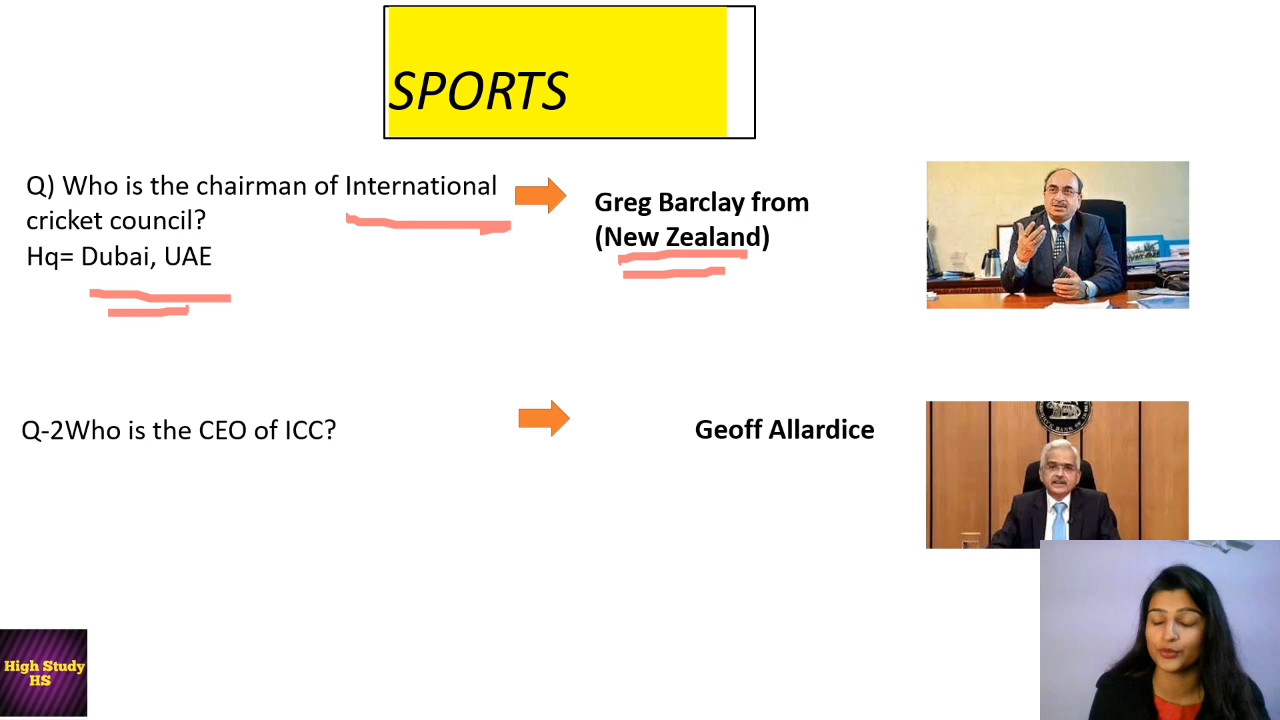 SPORTS
Q) Who is the chairman of International
cricket council?
Hq= Dubai, UAE
Greg Barclay from
(New Zealand)
Q-2Who is the CEO of ICC?
Geoff Allardice
High Study
HS